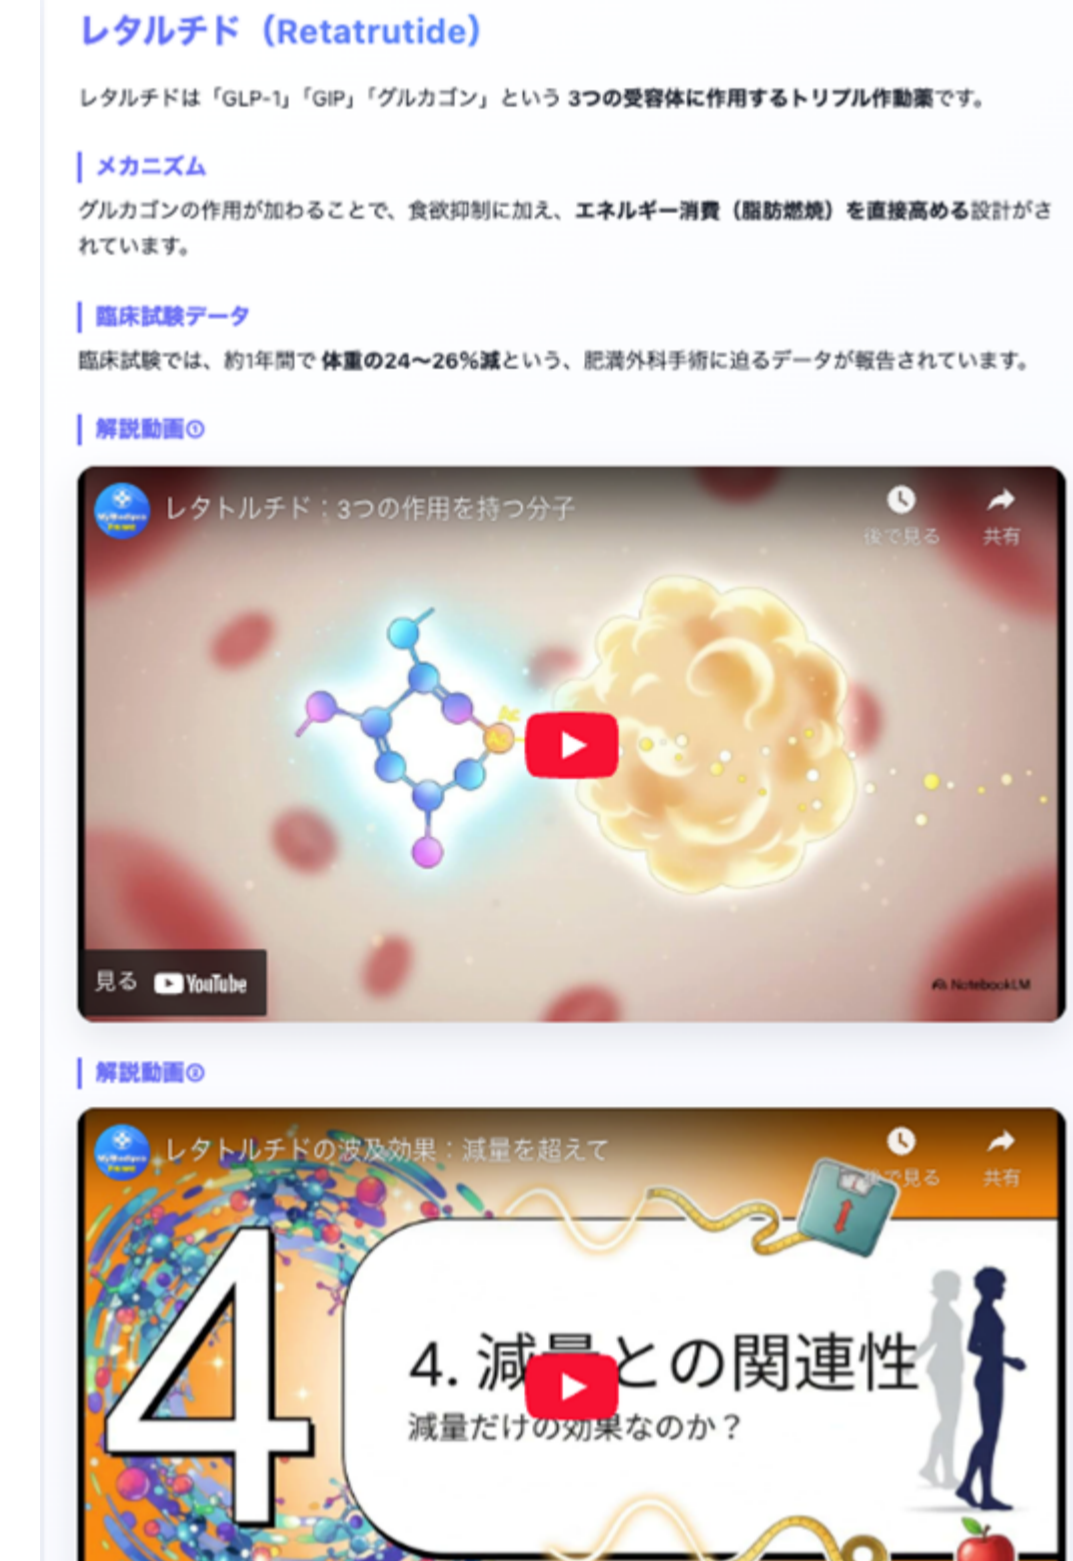 レタルチド（Retatrutide）
レタルチドは「GLP-1」「GIP」「グルカゴン」という 3つの受容体に作用するトリプル作動薬です。
メカニズム
グルカゴンの作用が加わることで、食欲抑制に加え、エネルギー消費（脂肪燃焼）を直接高める設計がさ
れています。
臨床試験データ
臨床試験では、約1年間で 体重の24〜26%減という、肥満外科手術に迫るデータが報告されています。
解説動画①
レタトルチド：3つの作用を持つ分子
後で見る
共有
見る YouTube
NotebookLM
解説動画②
レタトルチドの波及効果：減量を超えて
後で見る
共有
4
4. 減量との関連性
減量だけの効果なのか？